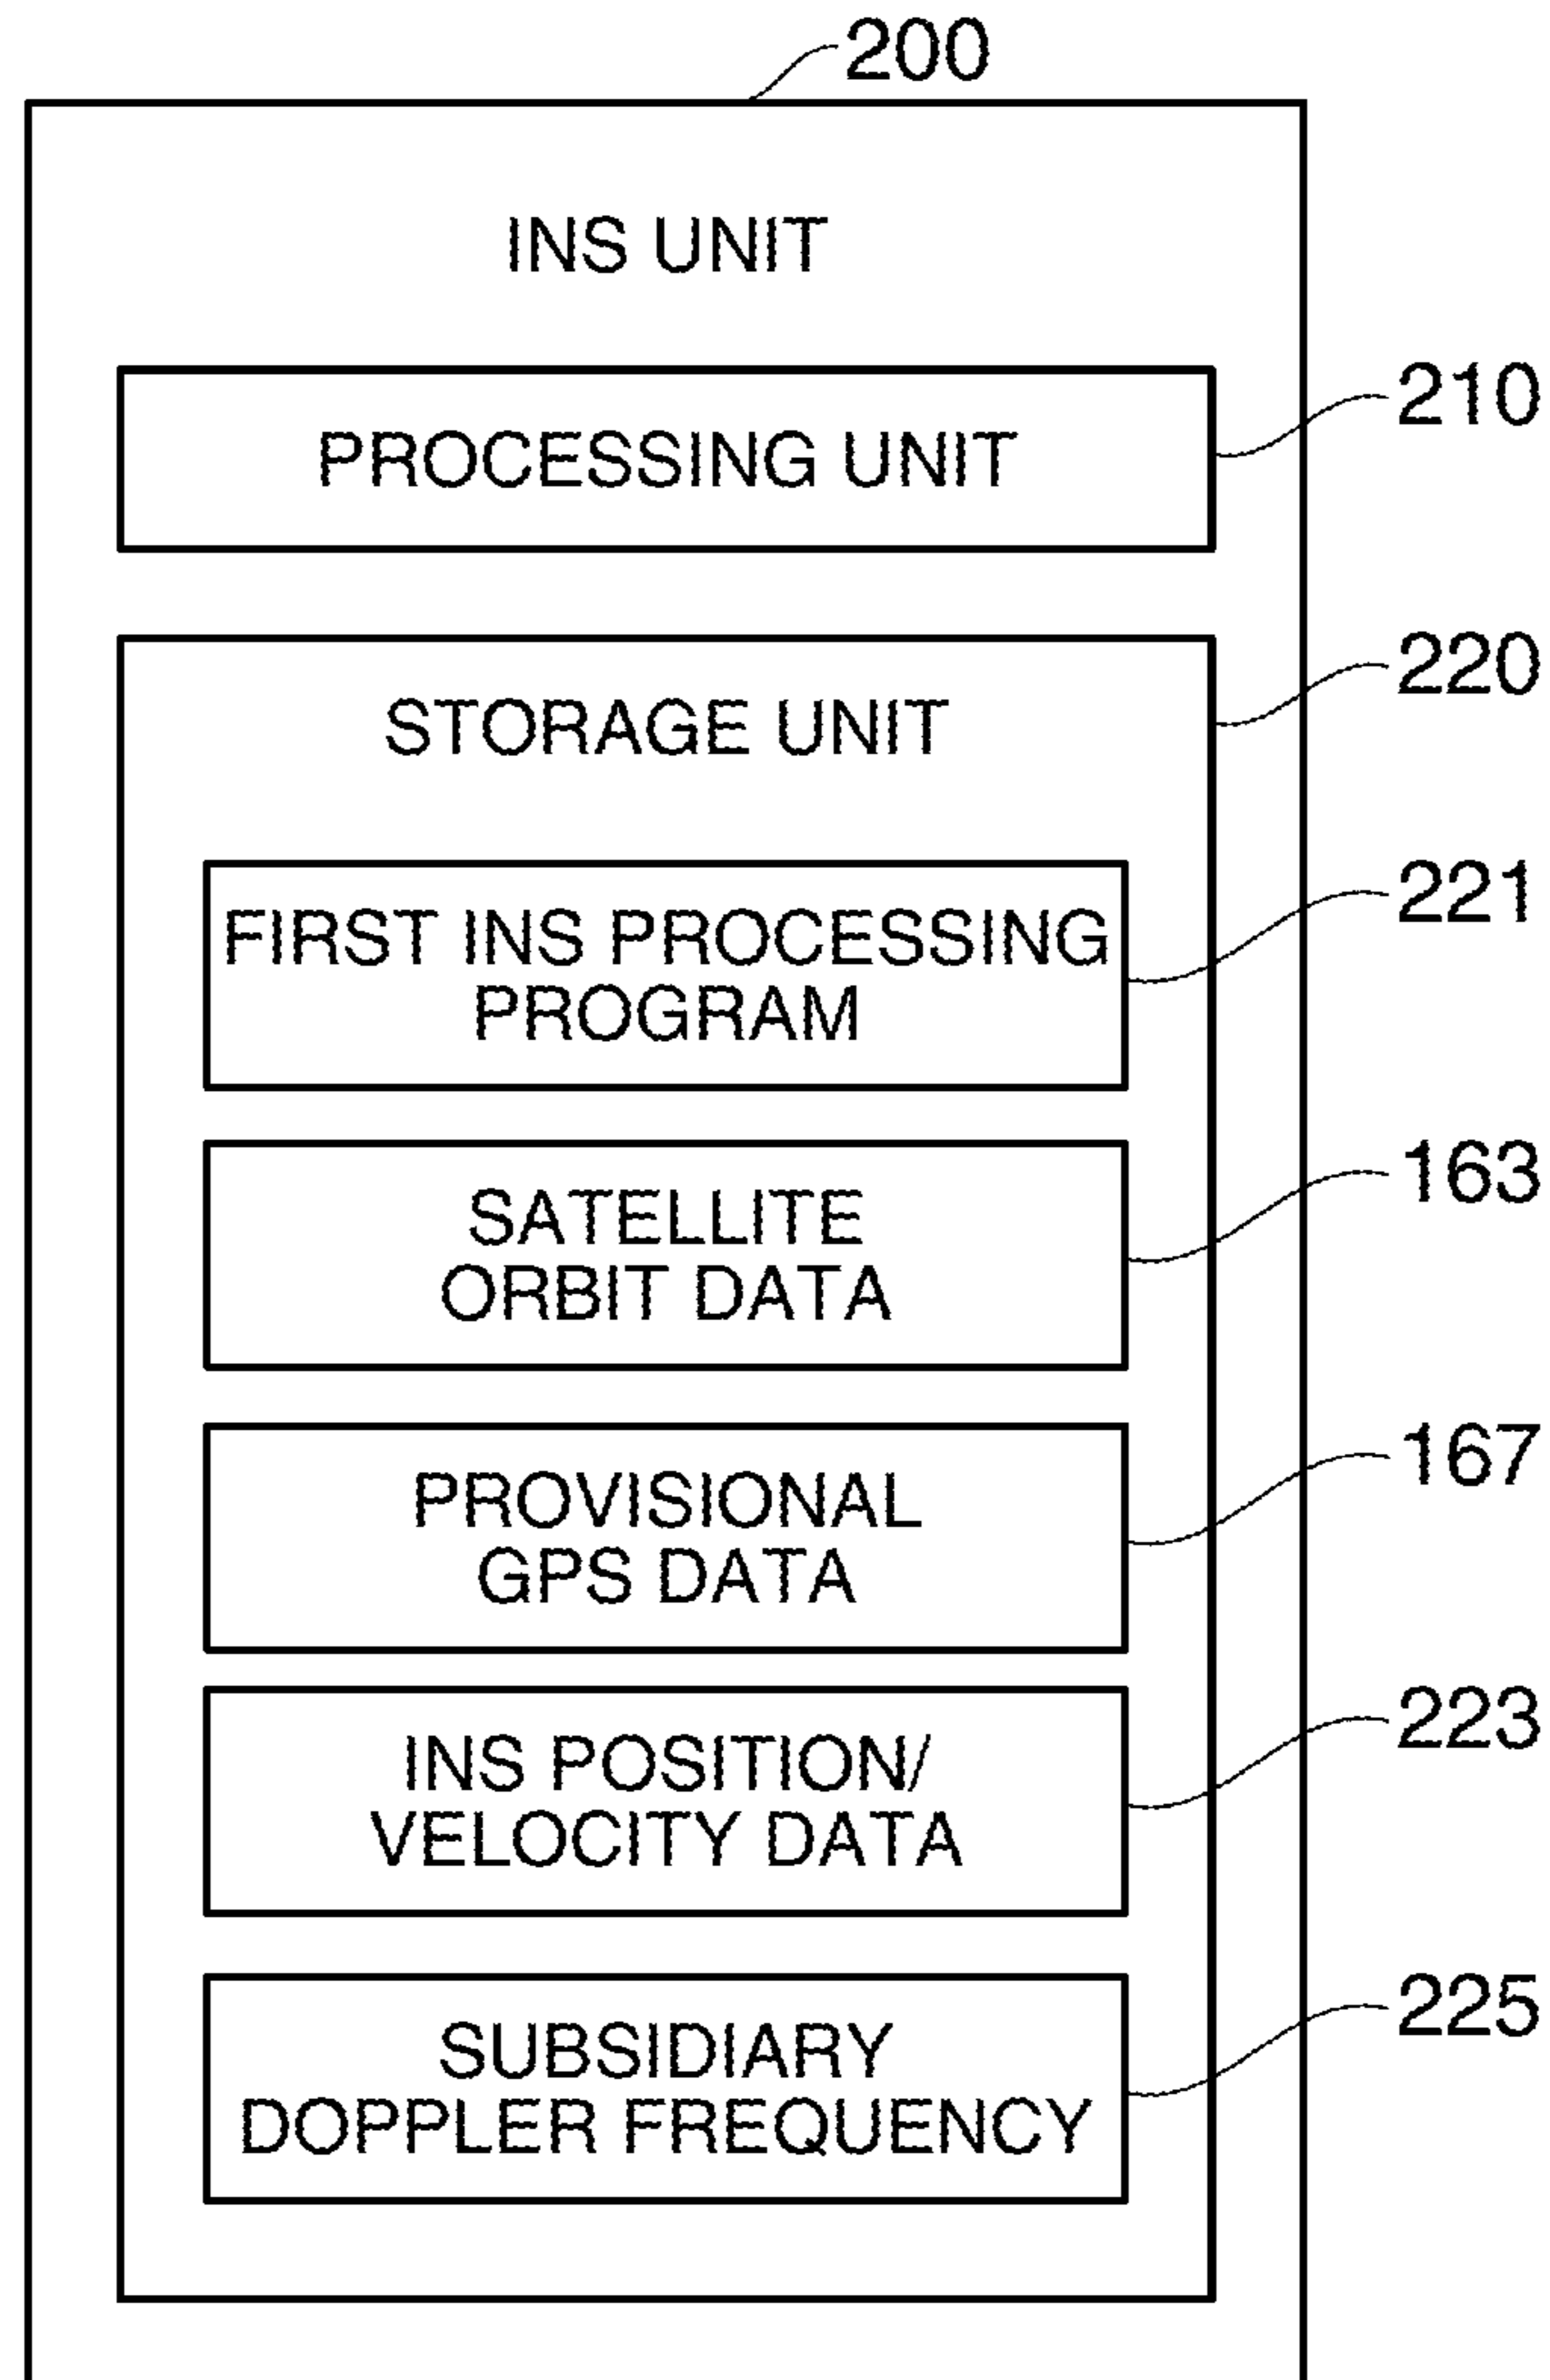 200
INS UNIT
210
PROCESSING UNIT
220
STORAGE UNIT
221
FIRST INS PROCESSING
PROGRAM
163
SATELLITE
ORBIT DATA
167
PROVISIONAL
GPS DATA
223
INS POSITION/
VELOCITY DATA
225
SUBSIDIARY
DOPPLER FREQUENCY